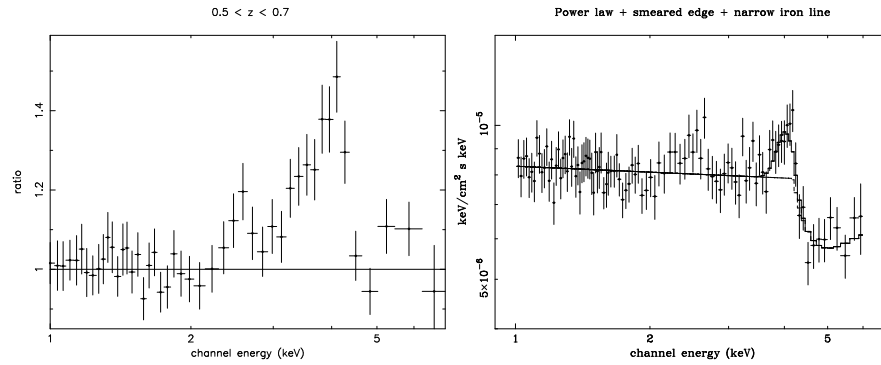 0.5 < z < 0.7
ratio
1.4
1.2
1
1
2
5
channel energy (keV)
Power law + smeared edge + narrow iron line
keV/cm² s keV
10⁻⁵
5×10⁻⁶
1
2
5
channel energy (keV)